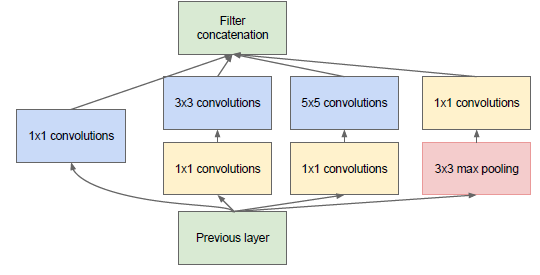 Filter
concatenation
3x3 convolutions
5x5 convolutions
1x1 convolutions
1x1 convolutions
1x1 convolutions
1x1 convolutions
3x3 max pooling
Previous layer